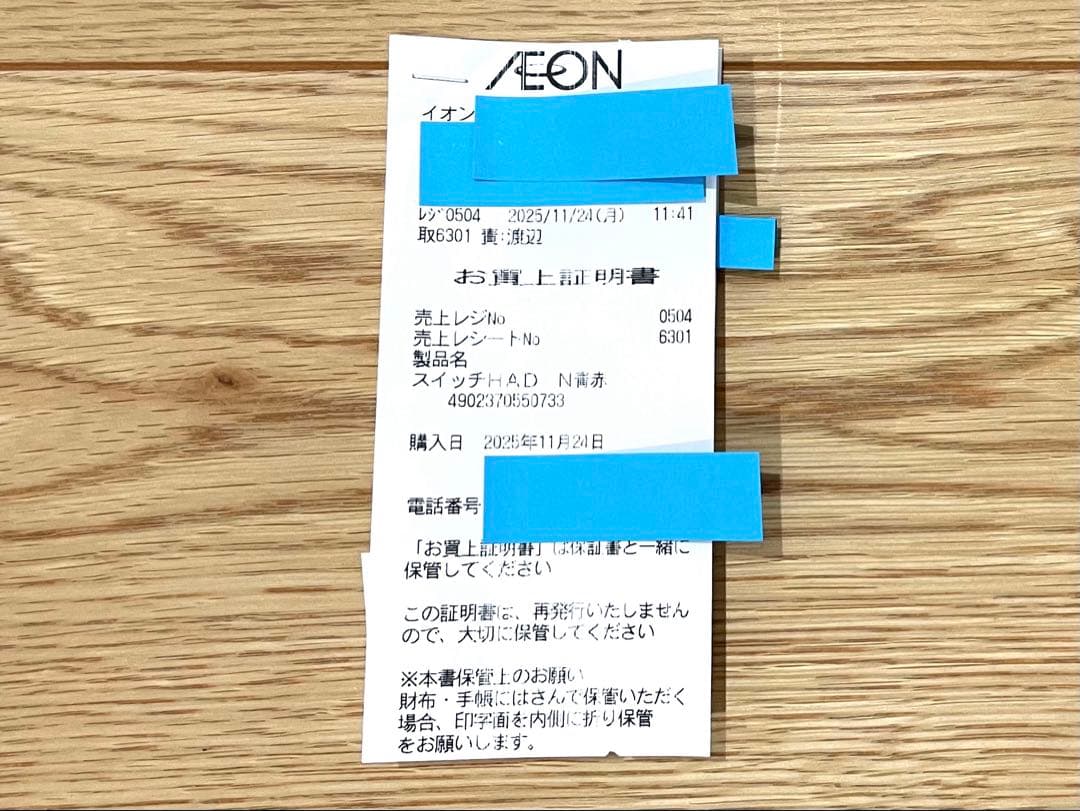 ÆON
イオン
レジ0504 2025/11/24(月) 11:41
取6301 責:渡辺
お買上証明書
売上レジNo 0504
売上レシートNo 6301
製品名
スイッチHAD N青赤
4902370550733
購入日 2025年11月24日
電話番号
「お買上証明書」は保証書と一緒に
保管してください
この証明書は、再発行いたしません
ので、大切に保管してください
※本書保管上のお願い
財布・手帳にはさんで保管いただく
場合、印字面を内側に折り保管
をお願いします。